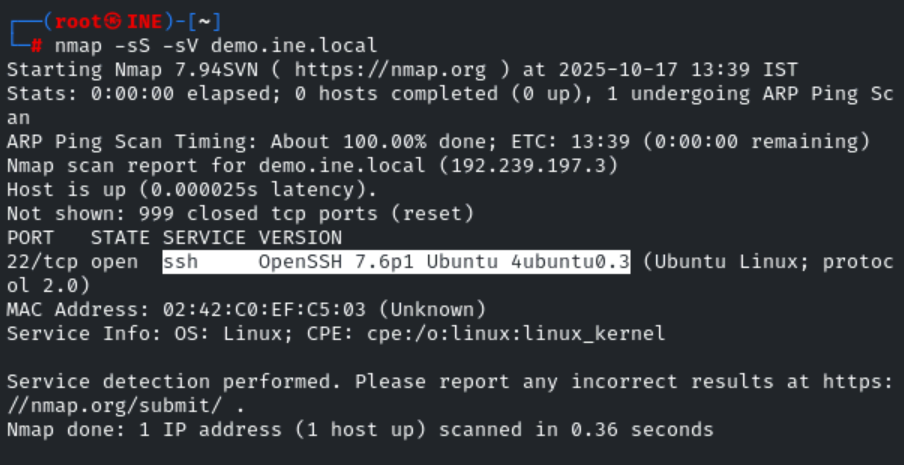 ┌──(root㉿INE)-[~]
└─# nmap -sS -sV demo.ine.local
Starting Nmap 7.94SVN ( https://nmap.org ) at 2025-10-17 13:39 IST
Stats: 0:00:00 elapsed; 0 hosts completed (0 up), 1 undergoing ARP Ping Sc
an
ARP Ping Scan Timing: About 100.00% done; ETC: 13:39 (0:00:00 remaining)
Nmap scan report for demo.ine.local (192.239.197.3)
Host is up (0.000025s latency).
Not shown: 999 closed tcp ports (reset)
PORT   STATE SERVICE VERSION
22/tcp open  ssh     OpenSSH 7.6p1 Ubuntu 4ubuntu0.3 (Ubuntu Linux; protoc
ol 2.0)
MAC Address: 02:42:C0:EF:C5:03 (Unknown)
Service Info: OS: Linux; CPE: cpe:/o:linux:linux_kernel
Service detection performed. Please report any incorrect results at https:
//nmap.org/submit/ .
Nmap done: 1 IP address (1 host up) scanned in 0.36 seconds